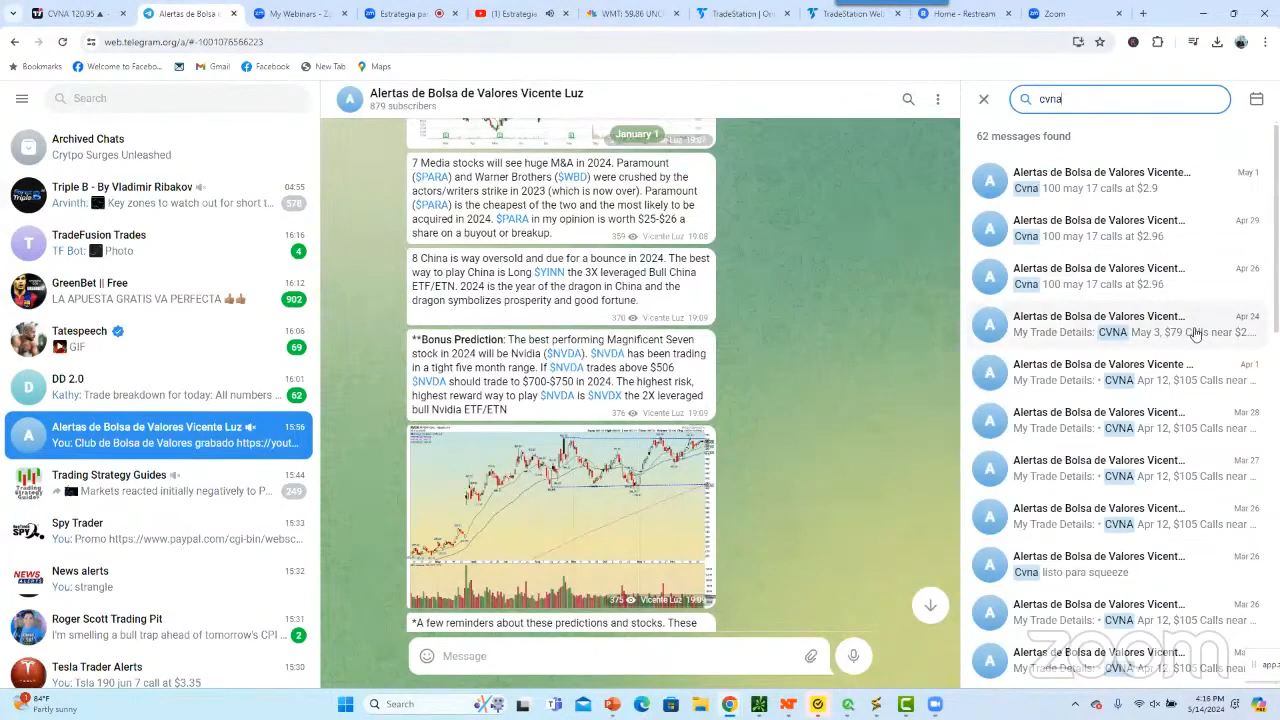 CVNA 120.95
Alertas de Bols
My Webinars - Z
Estrategia pa
(1) Estrategi
WMT: 59.86 UNC
TradeStation | O
TradeStation We
Home - Restream
Zoom
web.telegram.org/a/#-1001076566223
Bookmarks
Welcome to Facebo...
Gmail
Facebook
New Tab
Maps
Search
Archived Chats
Crytpo Surges Unleashed
Triple B - By Vladimir Ribakov
04:55
Arvinth: Key zones to watch out for short t...
578
TradeFusion Trades
16:16
TF Bot: Photo
4
GreenBet || Free
16:12
LA APUESTA GRATIS VA PERFECTA
902
Tatespeech
16:06
GIF
69
DD 2.0
16:01
Kathy: Trade breakdown for today: All numbers ...
62
Alertas de Bolsa de Valores Vicente Luz
15:56
You: Club de Bolsa de Valores grabado https://yout...
Trading Strategy Guides
15:44
Markets reacted initially negatively to P...
249
Spy Trader
15:33
You: Promo https://www.paypal.com/cgi-bin/websc...
News alerts
15:32
You: strangle
Roger Scott Trading Pit
15:31
I'm smelling a bull trap ahead of tomorrow's CPI ...
2
Tesla Trader Alerts
15:30
You: Tsla 190 jun 7 call at $3.35
Alertas de Bolsa de Valores Vicente Luz
879 subscribers
January 1
7 Media stocks will see huge M&A in 2024. Paramount
($PARA) and Warner Brothers ($WBD) were crushed by the
actors/writers strike in 2023 (which is now over). Paramount
($PARA) is the cheapest of the two and the most likely to be
acquired in 2024. $PARA in my opinion is worth $25-$26 a
share on a buyout or breakup.
359 Vicente Luz 19:08
8 China is way oversold and due for a bounce in 2024. The best
way to play China is Long $YINN the 3X leveraged Bull China
ETF/ETN. 2024 is the year of the dragon in China and the
dragon symbolizes prosperity and good fortune.
370 Vicente Luz 19:09
**Bonus Prediction: The best performing Magnificent Seven
stock in 2024 will be Nvidia ($NVDA). $NVDA has been trading
in a tight five month range. If $NVDA trades above $506
$NVDA should trade to $700-$750 in 2024. The highest risk,
highest reward way to play $NVDA is $NVDX the 2X leveraged
bull Nvidia ETF/ETN
376 Vicente Luz 19:09
375 Vicente Luz 19:09
*A few reminders about these predictions and stocks. These
Message
cvna
62 messages found
Alertas de Bolsa de Valores Vicente...
May 1
Cvna 100 may 17 calls at $2.9
Alertas de Bolsa de Valores Vicent...
Apr 29
Cvna 100 may 17 calls at $2.96
Alertas de Bolsa de Valores Vicent...
Apr 26
Cvna 100 may 17 calls at $2.96
Alertas de Bolsa de Valores Vicent...
Apr 24
My Trade Details: CVNA May 3, $79 Calls near $2....
Alertas de Bolsa de Valores Vicente ...
Apr 1
My Trade Details: • CVNA Apr 12, $105 Calls near ...
Alertas de Bolsa de Valores Vicent...
Mar 28
My Trade Details: • CVNA Apr 12, $105 Calls near ...
Alertas de Bolsa de Valores Vicent...
Mar 27
My Trade Details: • CVNA Apr 12, $105 Calls near ...
Alertas de Bolsa de Valores Vicent...
Mar 26
My Trade Details: • CVNA Apr 12, $105 Calls near ...
Alertas de Bolsa de Valores Vicent...
Mar 26
Cvna listo para squeeze
Alertas de Bolsa de Valores Vicent...
Mar 26
My Trade Details: • CVNA Apr 12, $105 Calls near ...
Alertas de Bolsa de Valores Vicent...
My Trade Details: • CVNA Apr 12, $105 Calls near ...
zoom
84°F
Partly sunny
Search
4:16 PM
5/14/2024